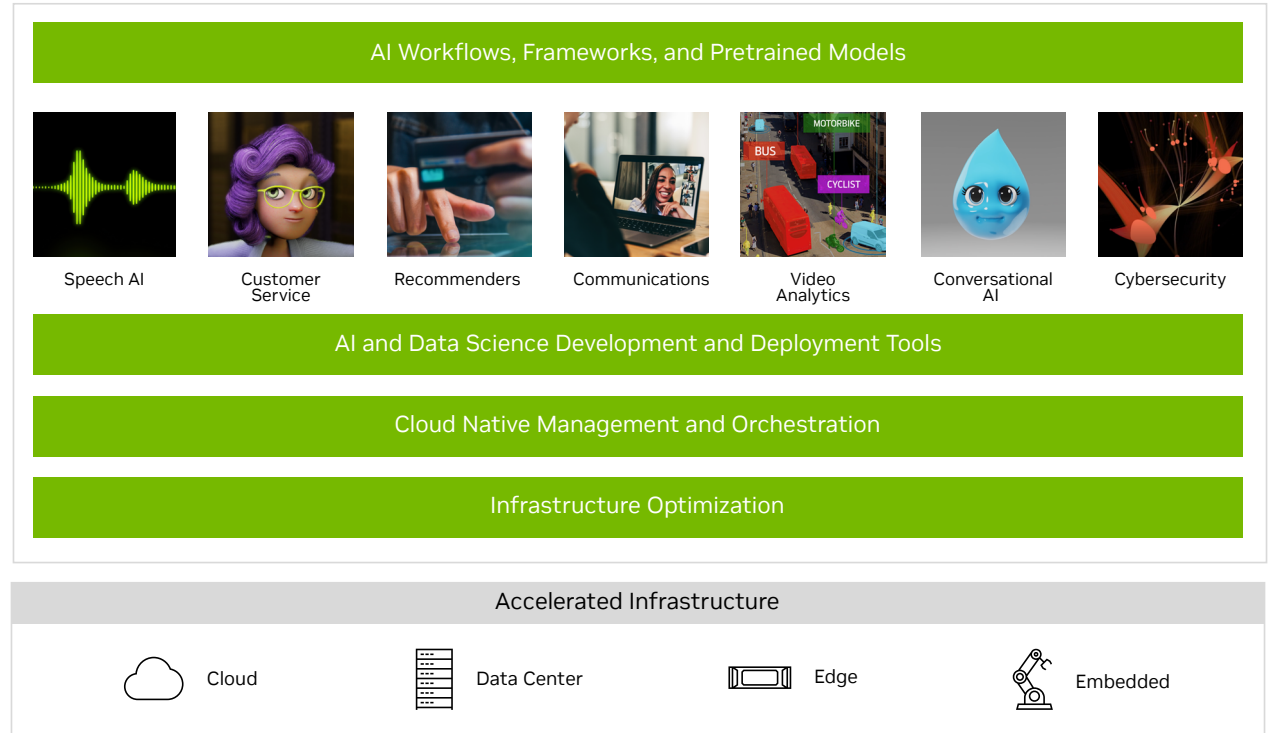 AI Workflows, Frameworks, and Pretrained Models
MOTORBIKE
BUS
CYCLIST
Speech AI
Customer
Service
Recommenders
Communications
Video
Analytics
Conversational
AI
Cybersecurity
AI and Data Science Development and Deployment Tools
Cloud Native Management and Orchestration
Infrastructure Optimization
Accelerated Infrastructure
Cloud
Data Center
Edge
Embedded